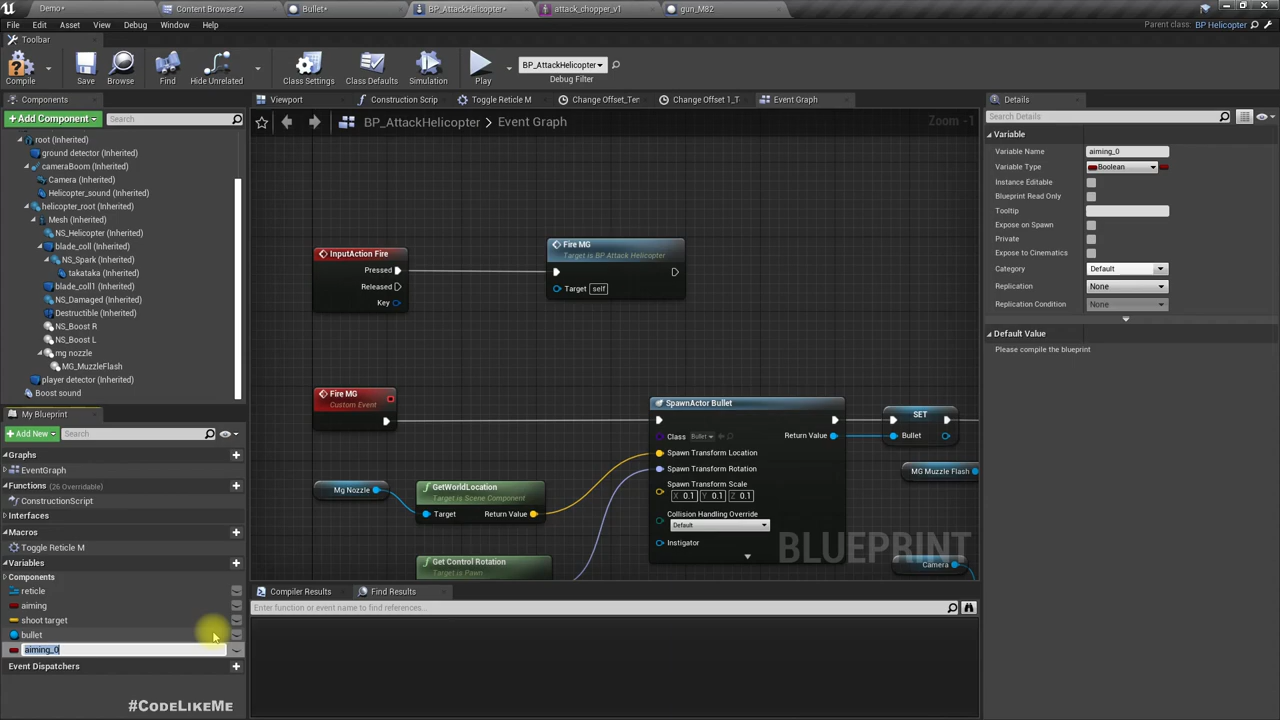 Demo*
Content Browser 2
Bullet*
BP_AttackHelicopter*
attack_chopper_v1
gun_M82
File
Edit
Asset
View
Debug
Window
Help
Parent class: BP Helicopter
Toolbar
Compile
Save
Browse
Find
Hide Unrelated
Class Settings
Class Defaults
Simulation
Play
BP_AttackHelicopter
Debug Filter
Components
+ Add Component
Search
root (Inherited)
ground detector (Inherited)
cameraBoom (Inherited)
Camera (Inherited)
Helicopter_sound (Inherited)
helicopter_root (Inherited)
Mesh (Inherited)
NS_Helicopter (Inherited)
blade_coll (Inherited)
NS_Spark (Inherited)
takataka (Inherited)
blade_coll1 (Inherited)
NS_Damaged (Inherited)
Destructible (Inherited)
NS_Boost R
NS_Boost L
mg nozzle
MG_MuzzleFlash
player detector (Inherited)
Boost sound
My Blueprint
+ Add New
Search
Graphs
EventGraph
Functions (26 Overridable)
ConstructionScript
Interfaces
Macros
Toggle Reticle M
Variables
Components
reticle
aiming
shoot target
bullet
aiming_0
Event Dispatchers
#CodeLikeMe
Viewport
Construction Scrip
Toggle Reticle M
Change Offset_Ter
Change Offset 1_T
Event Graph
BP_AttackHelicopter > Event Graph
Zoom -1
InputAction Fire
Pressed
Released
Key
Fire MG
Target is BP Attack Helicopter
Target self
Fire MG
Custom Event
Mg Nozzle
GetWorldLocation
Target is Scene Component
Target
Return Value
Get Control Rotation
Target is Pawn
SpawnActor Bullet
Class Bullet
Return Value
Spawn Transform Location
Spawn Transform Rotation
Spawn Transform Scale
X 0.1 Y 0.1 Z 0.1
Collision Handling Override
Default
Instigator
SET
Bullet
MG Muzzle Flash
Camera
BLUEPRINT
Compiler Results
Find Results
Enter function or event name to find references...
Details
Search Details
Variable
Variable Name
aiming_0
Variable Type
Boolean
Instance Editable
Blueprint Read Only
Tooltip
Expose on Spawn
Private
Expose to Cinematics
Category
Default
Replication
None
Replication Condition
None
Default Value
Please compile the blueprint